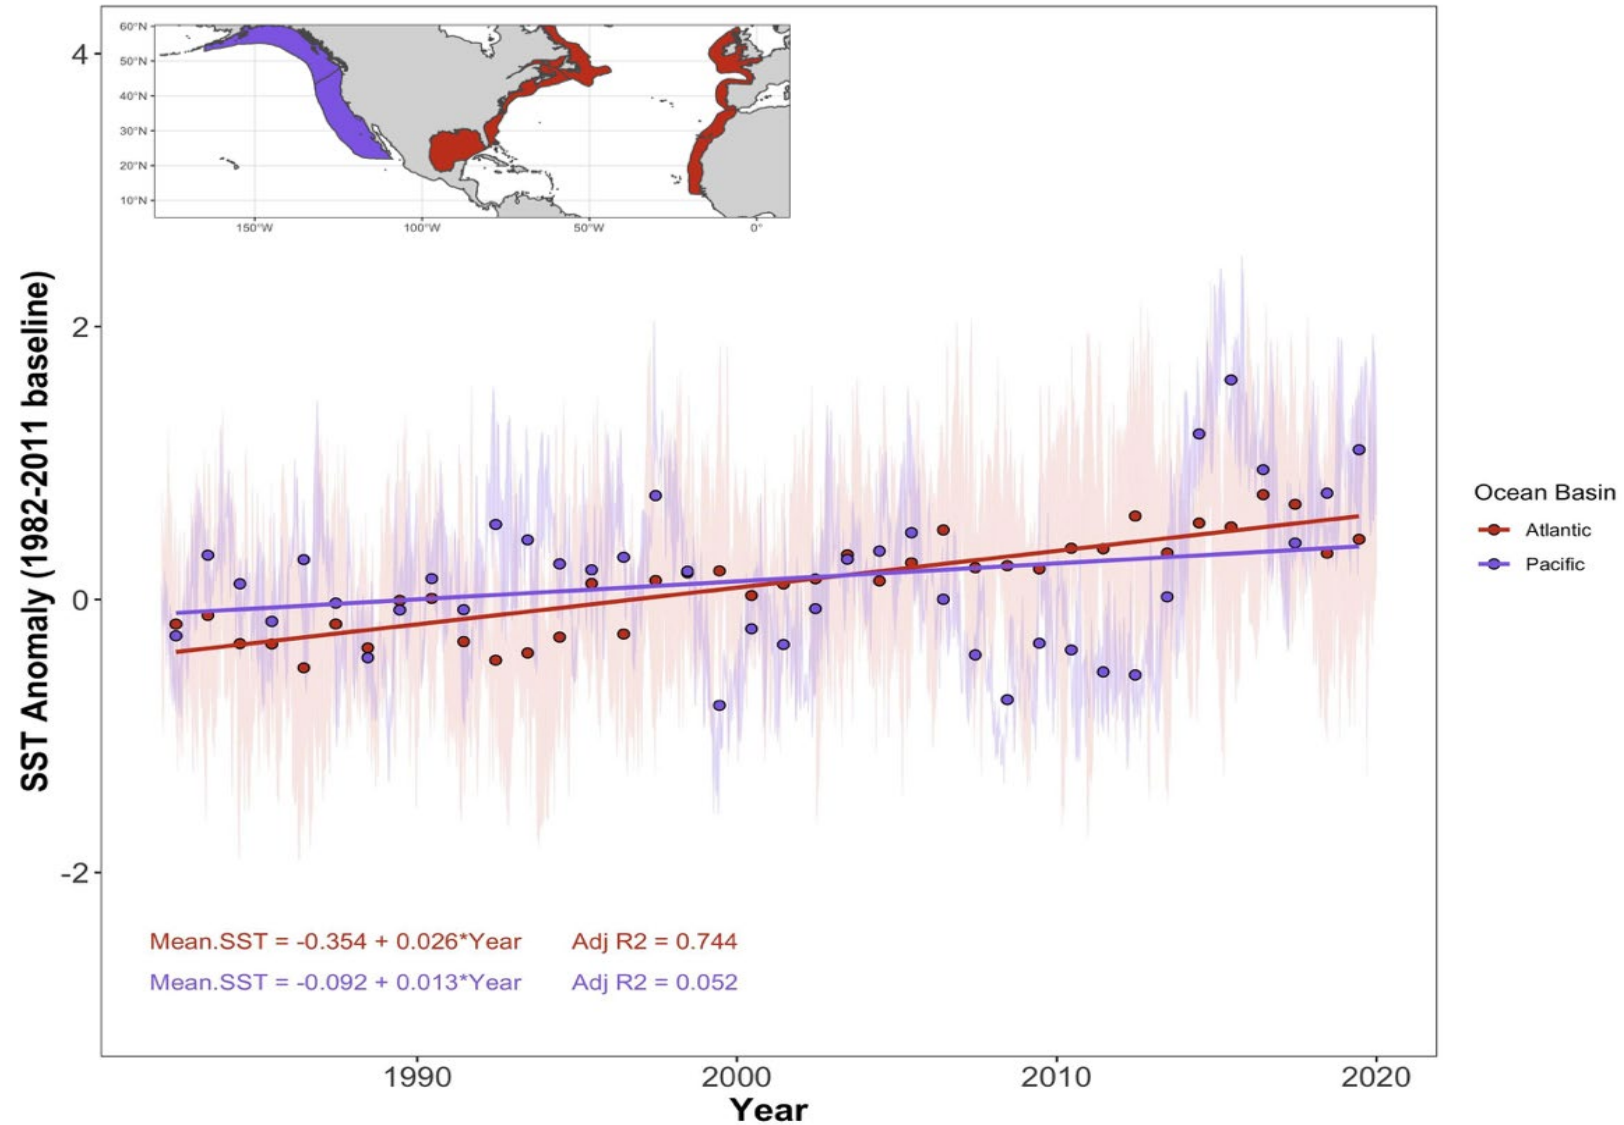 60°N
50°N
40°N
30°N
20°N
10°N
150°W 100°W 50°W 0°
SST Anomaly (1982-2011 baseline)
4
2
0
-2
Ocean Basin
Atlantic
Pacific
Mean.SST = -0.354 + 0.026*Year Adj R2 = 0.744
Mean.SST = -0.092 + 0.013*Year Adj R2 = 0.052
1990 2000 2010 2020
Year